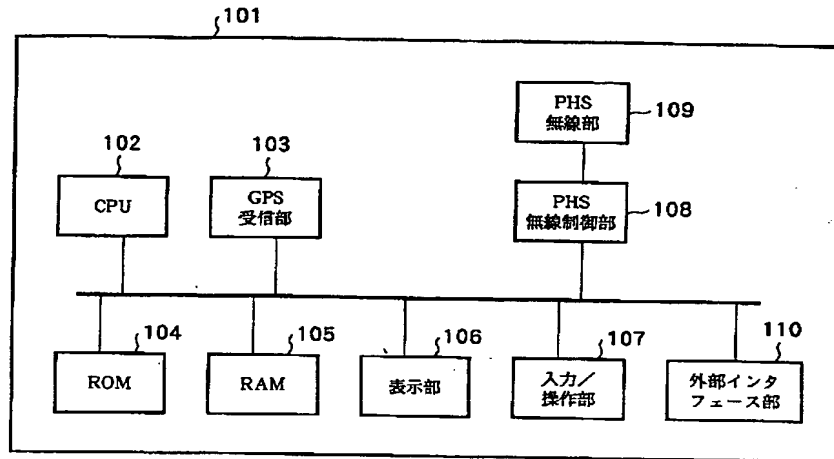 101
PHS
無線部
109
102
103
CPU
GPS
受信部
PHS
無線制御部
108
104
105
106
107
110
ROM
RAM
表示部
入力／
操作部
外部インタ
フェース部